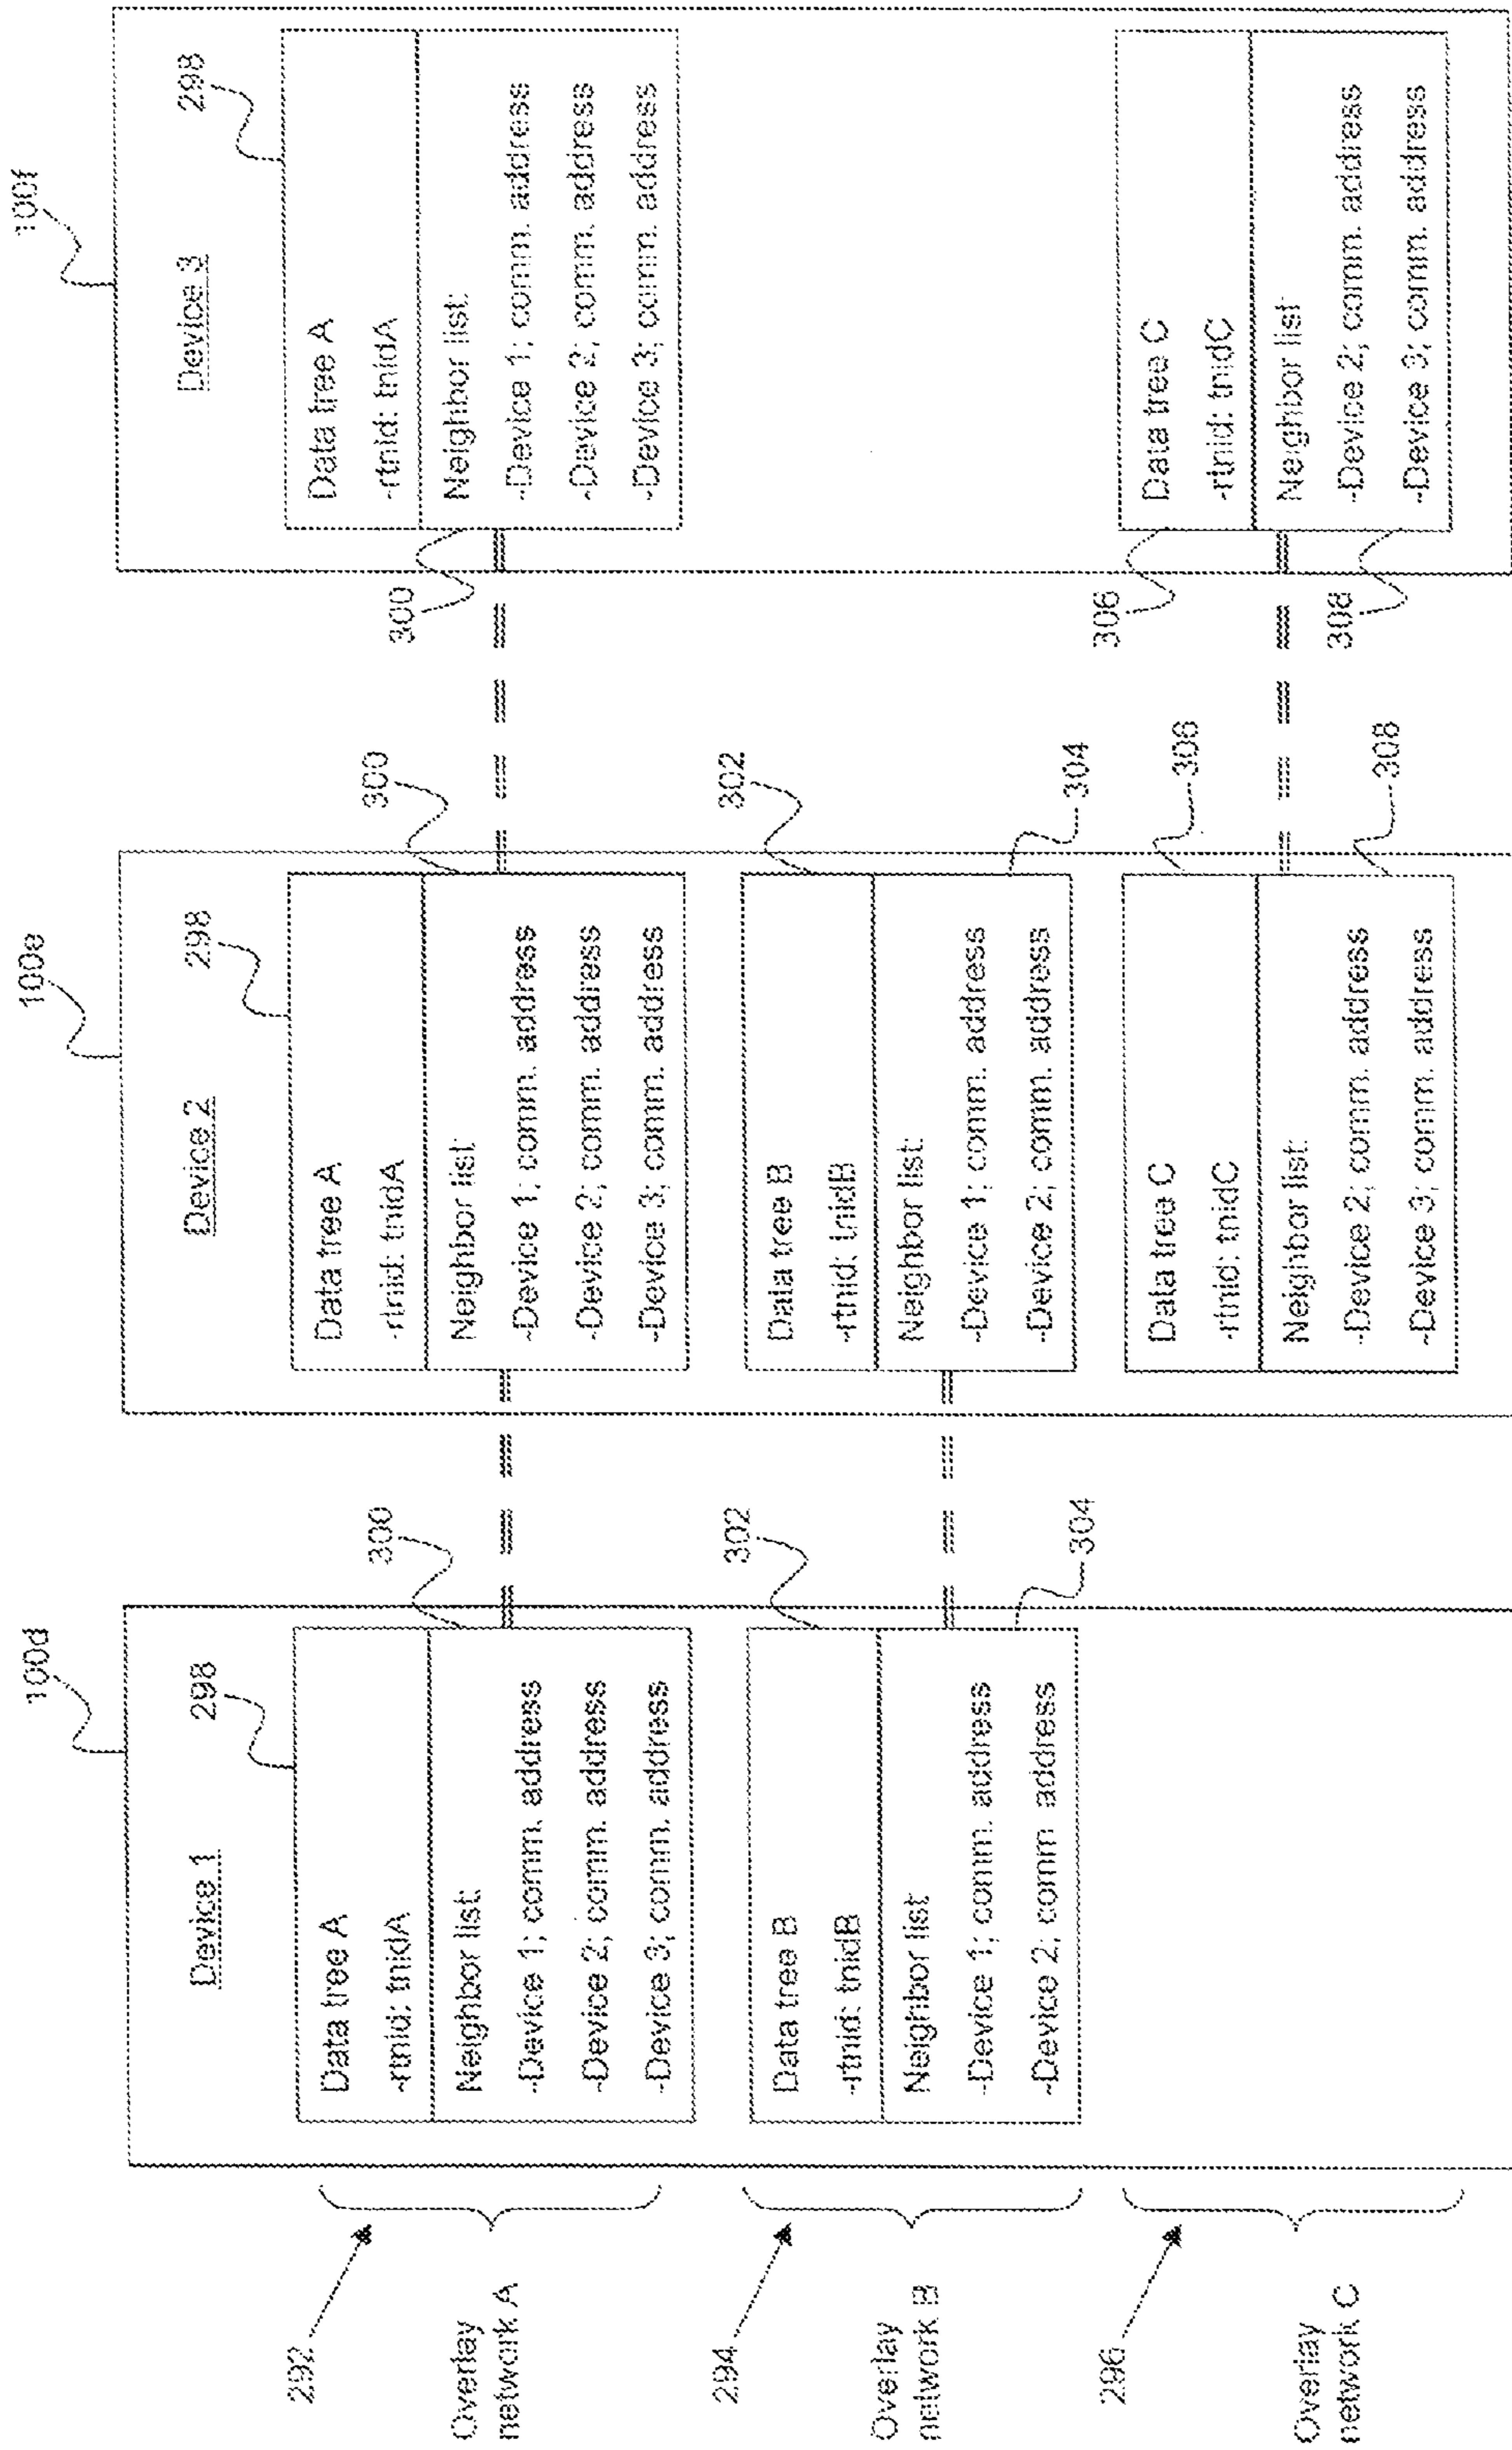 100d
100e
100f
Device 1
298
Device 2
298
Device 3
298
292
Overlay
network A
Data tree A
-rtnid: tnidA
Neighbor list:
-Device 1; comm. address
-Device 2; comm. address
-Device 3; comm. address
300
Data tree A
-rtnid: tnidA
Neighbor list:
-Device 1; comm. address
-Device 2; comm. address
-Device 3; comm. address
300
300
Data tree A
-rtnid: tnidA
Neighbor list:
-Device 1; comm. address
-Device 2; comm. address
-Device 3; comm. address
294
Overlay
network B
Data tree B
-rtnid: tnidB
Neighbor list:
-Device 1; comm. address
-Device 2; comm address
302
304
Data tree B
-rtnid: tnidB
Neighbor list:
-Device 1; comm. address
-Device 2; comm. address
302
304
296
Overlay
network C
Data tree C
-rtnid: tnidC
Neighbor list:
-Device 2; comm. address
-Device 3; comm. address
306
308
306
308
Data tree C
-rtnid: tnidC
Neighbor list:
-Device 2; comm. address
-Device 3; comm. address